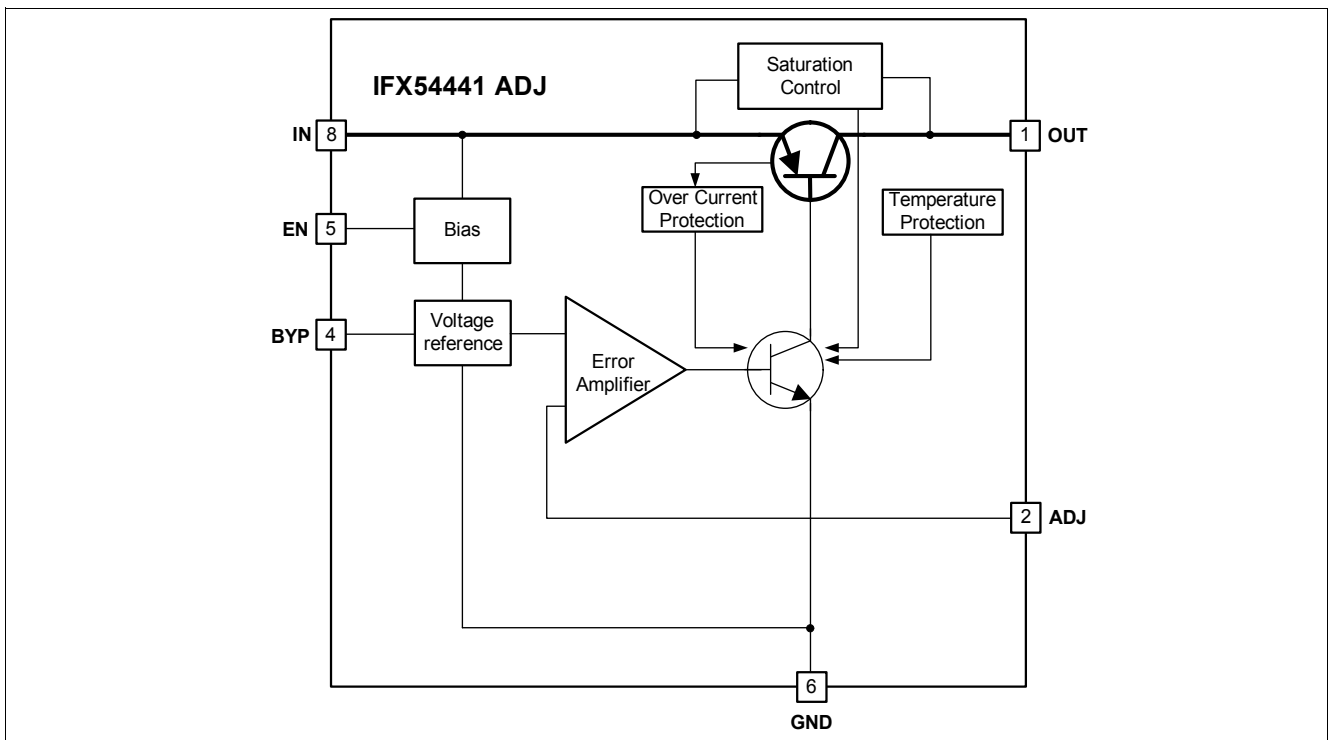 IFX54441 ADJ
Saturation
Control
IN 8
1 OUT
Over Current
Protection
Temperature
Protection
EN 5
Bias
BYP 4
Voltage
reference
Error
Amplifier
2 ADJ
6
GND